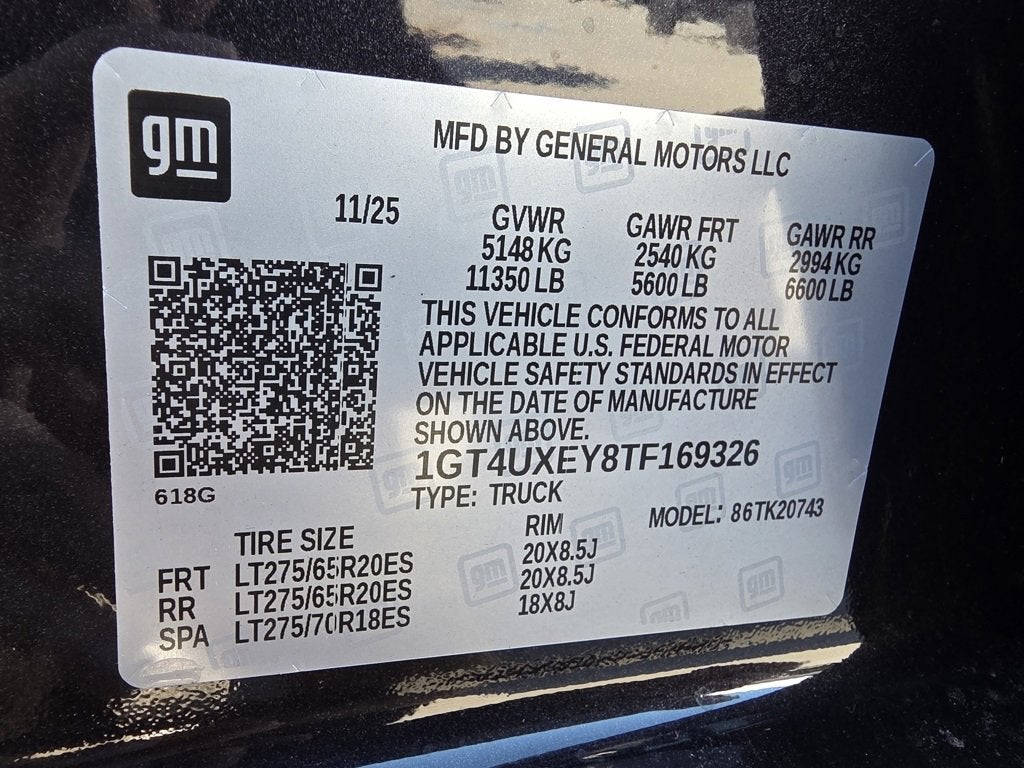 gm
MFD BY GENERAL MOTORS LLC
11/25
GVWR GAWR FRT GAWR RR
5148 KG 2540 KG 2994 KG
11350 LB 5600 LB 6600 LB
THIS VEHICLE CONFORMS TO ALL
APPLICABLE U.S. FEDERAL MOTOR
VEHICLE SAFETY STANDARDS IN EFFECT
ON THE DATE OF MANUFACTURE
SHOWN ABOVE.
1GT4UXEY8TF169326
618G
TYPE: TRUCK
MODEL: 86TK20743
TIRE SIZE RIM
FRT LT275/65R20ES 20X8.5J
RR LT275/65R20ES 20X8.5J
SPA LT275/70R18ES 18X8J